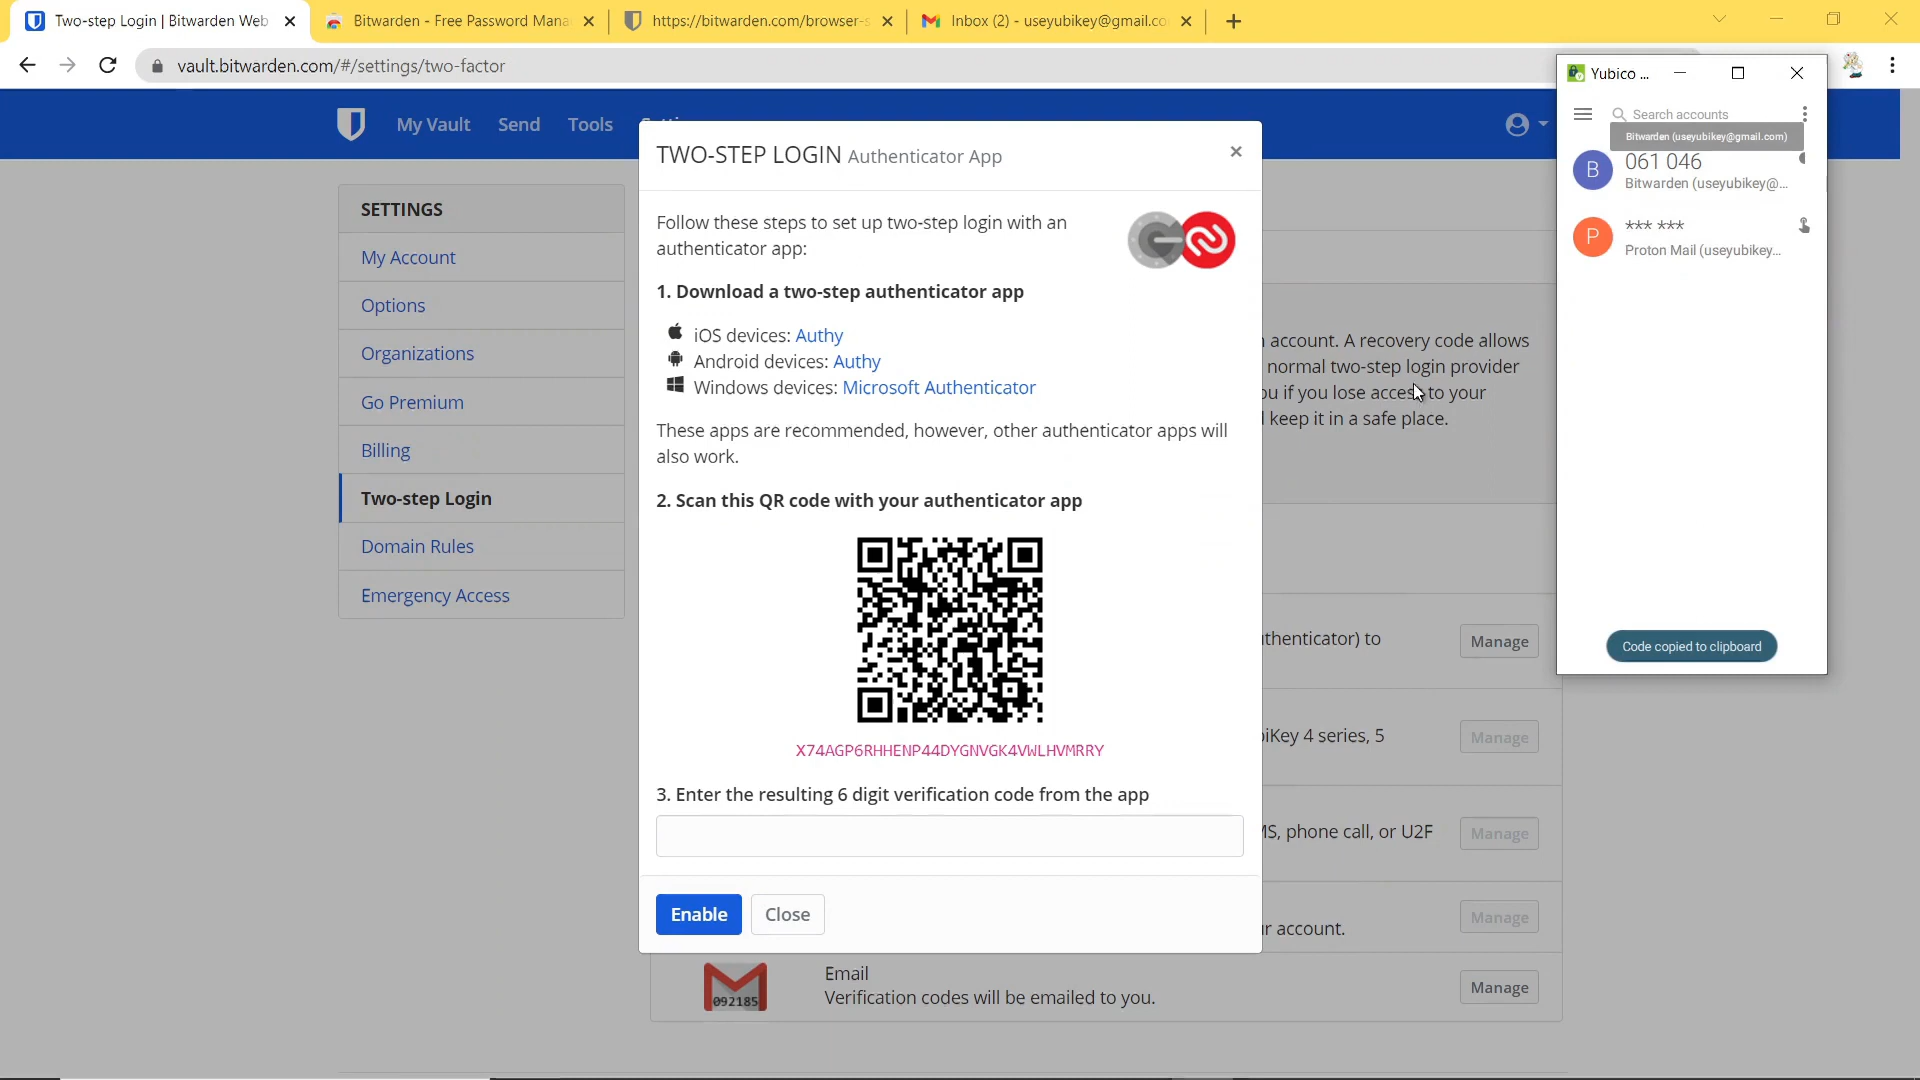 Two-step Login | Bitwarden Web
Bitwarden - Free Password Mana
https://bitwarden.com/browser-s
Inbox (2) - useyubikey@gmail.co
vault.bitwarden.com/#/settings/two-factor
My Vault
Send
Tools
SETTINGS
My Account
Options
Organizations
Go Premium
Billing
Two-step Login
Domain Rules
Emergency Access
TWO-STEP LOGIN Authenticator App
Follow these steps to set up two-step login with an
authenticator app:
1. Download a two-step authenticator app
iOS devices: Authy
Android devices: Authy
Windows devices: Microsoft Authenticator
These apps are recommended, however, other authenticator apps will
also work.
2. Scan this QR code with your authenticator app
X74AGP6RHHENP44DYGNVGK4VWLHVMRRY
3. Enter the resulting 6 digit verification code from the app
Enable
Close
account. A recovery code allows
normal two-step login provider
if you lose access to your
keep it in a safe place.
thenticator) to
Manage
iKey 4 series, 5
Manage
MS, phone call, or U2F
Manage
r account.
Manage
092185
Email
Verification codes will be emailed to you.
Manage
Yubico ...
Search accounts
Bitwarden (useyubikey@gmail.com)
B
061 046
Bitwarden (useyubikey@...
P
*** ***
Proton Mail (useyubikey...
Code copied to clipboard